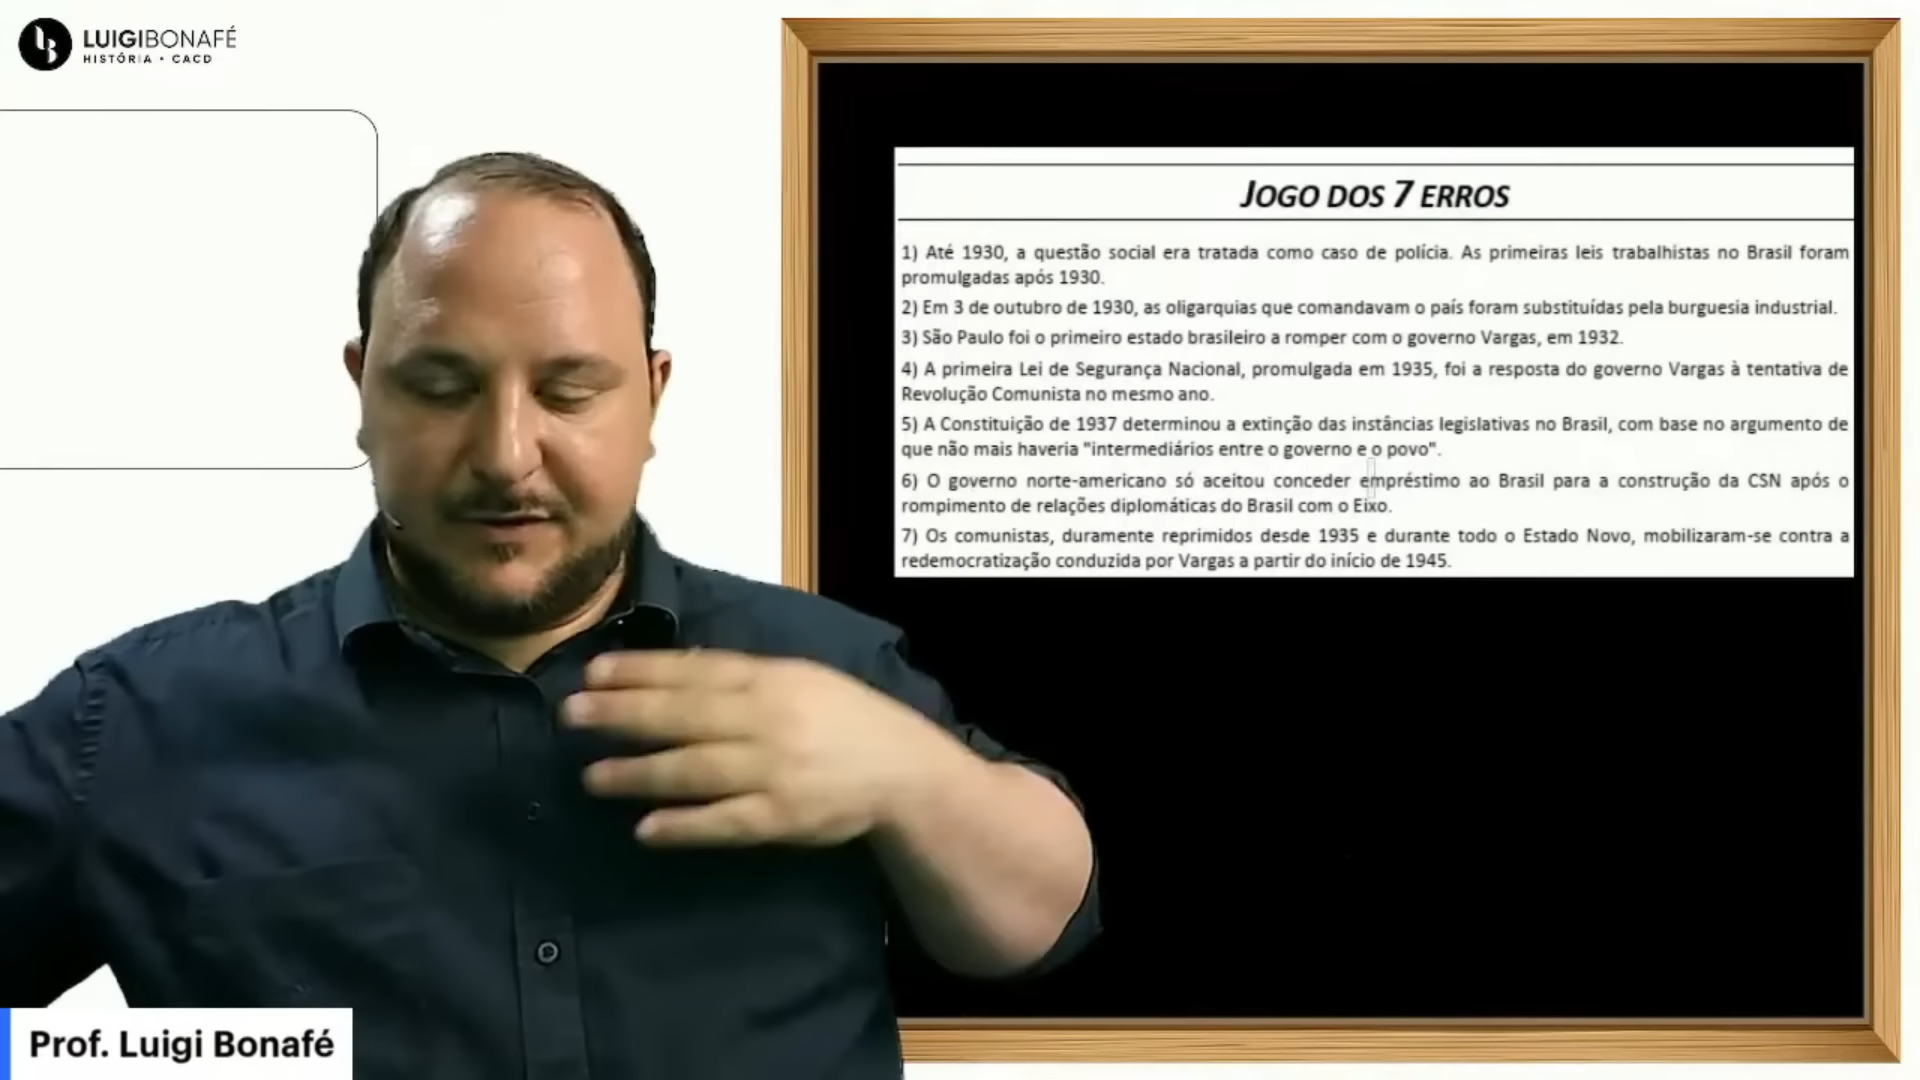 LUIGIBONAFÉ
HISTÓRIA • CACD
JOGO DOS 7 ERROS
1) Até 1930, a questão social era tratada como caso de polícia. As primeiras leis trabalhistas no Brasil foram
promulgadas após 1930.
2) Em 3 de outubro de 1930, as oligarquias que comandavam o país foram substituídas pela burguesia industrial.
3) São Paulo foi o primeiro estado brasileiro a romper com o governo Vargas, em 1932.
4) A primeira Lei de Segurança Nacional, promulgada em 1935, foi a resposta do governo Vargas à tentativa de
Revolução Comunista no mesmo ano.
5) A Constituição de 1937 determinou a extinção das instâncias legislativas no Brasil, com base no argumento de
que não mais haveria "intermediários entre o governo e o povo".
6) O governo norte-americano só aceitou conceder empréstimo ao Brasil para a construção da CSN após o
rompimento de relações diplomáticas do Brasil com o Eixo.
7) Os comunistas, duramente reprimidos desde 1935 e durante todo o Estado Novo, mobilizaram-se contra a
redemocratização conduzida por Vargas a partir do início de 1945.
Prof. Luigi Bonafé